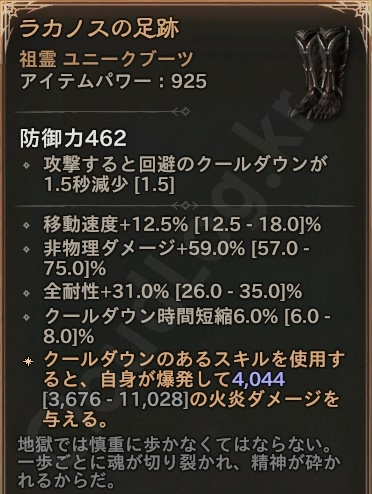 ラカノスの足跡
祖霊 ユニークブーツ
アイテムパワー：925
防御力462
攻撃すると回避のクールダウンが
1.5秒減少 [1.5]
移動速度+12.5% [12.5 - 18.0]%
非物理ダメージ+59.0% [57.0 -
75.0]%
全耐性+31.0% [26.0 - 35.0]%
クールダウン時間短縮6.0% [6.0 -
8.0]%
クールダウンのあるスキルを使用す
ると、自身が爆発して4,044
[3,676 - 11,028]の火炎ダメージを
与える。
地獄では慎重に歩かなくてはならない。
一歩ごとに魂が切り裂かれ、精神が砕か
れるからだ。